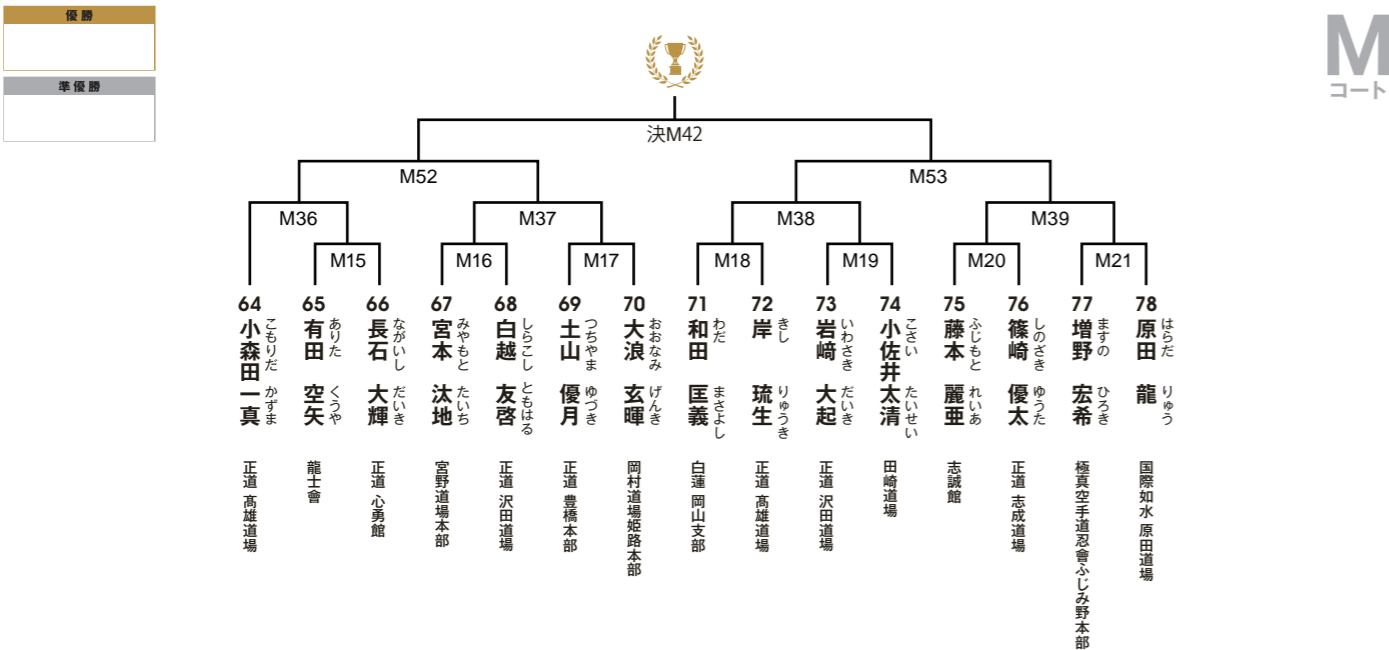 優勝
準優勝
M
コート
決M42
M52
M53
M36
M37
M38
M39
M15
M16
M17
M18
M19
M20
M21
64
小森田一真
こもりだ かずま
正道 髙雄道場
65
有田 空矢
ありた くうや
龍士會
66
長石 大輝
ながいし だいき
正道 心勇館
67
宮本 汰地
みやもと たいち
宮野道場本部
68
白越 友啓
しらこし ともはる
正道 沢田道場
69
土山 優月
つちやま ゆづき
正道 豊橋本部
70
大浪 玄暉
おおなみ げんき
岡村道場姫路本部
71
和田 匡義
わだ まさよし
白蓮 岡山支部
72
岸 琉生
きし りゅうき
正道 髙雄道場
73
岩﨑 大起
いわさき だいき
正道 沢田道場
74
小佐井太清
こさい たいせい
田崎道場
75
藤本 麗亜
ふじもと れいあ
志誠館
76
篠崎 優太
しのざき ゆうた
正道 志成道場
77
増野 宏希
ますの ひろき
極真空手道忍會ふじみ野本部
78
原田 龍
はらだ りゅう
国際如水 原田道場